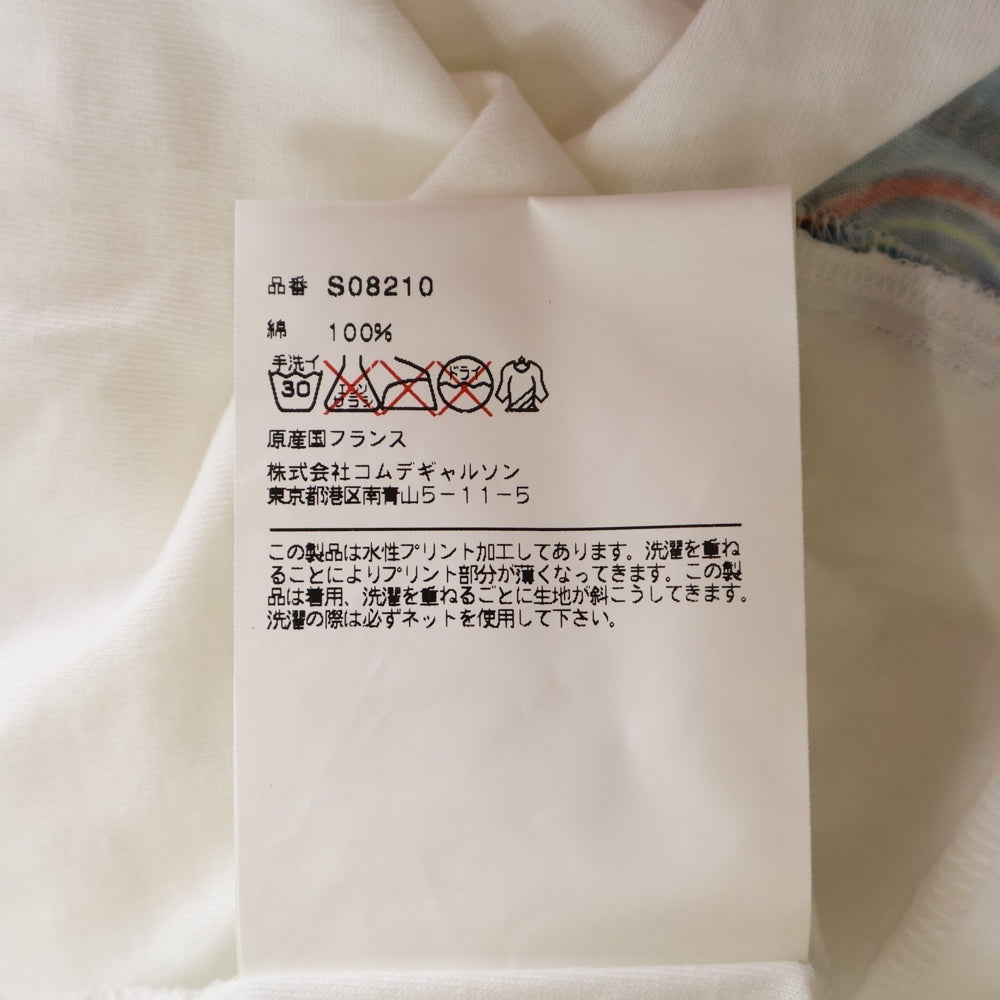 品番 S08210
綿 100%
手洗イ
30
エンソ
サラシ
ドライ
原産国フランス
株式会社コムデギャルソン
東京都港区南青山5-11-5
この製品は水性プリント加工してあります。洗濯を重ね
ることによりプリント部分が薄くなってきます。この製
品は着用、洗濯を重ねるごとに生地が斜こうしてきます。
洗濯の際は必ずネットを使用して下さい。